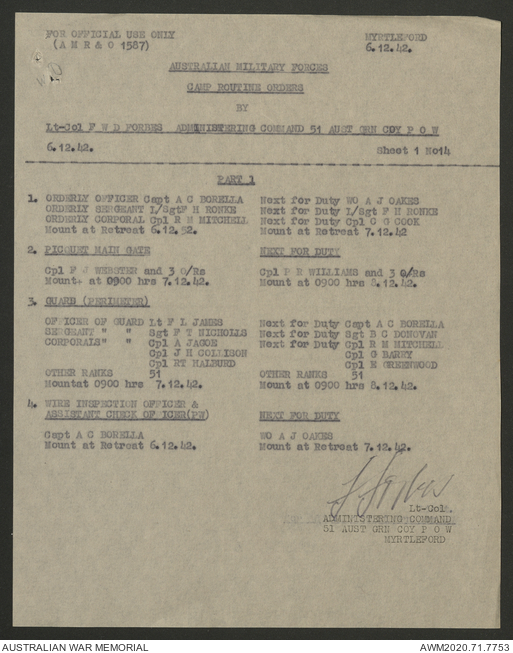 FOR OFFICIAL USE ONLY MYRTLEFORD
(A M R & O 1587) 6.12.42.
AUSTRALIAN MILITARY FORCES
CAMP ROUTINE ORDERS
BY
Lt-Col F W D FORBES ADMINISTERING COMMAND 51 AUST GRN COY P O W
6.12.42. Sheet 1 No14
PART 1
1. ORDERLY OFFICER Capt A C BORELLA Next for Duty WO A J OAKES
ORDERLY SERGEANT L/SgtF H RONKE Next for Duty L/Sgt F H RONKE
ORDERLY CORPORAL Cpl R M MITCHELL Next for Duty Cpl C G COOK
Mount at Retreat 6.12.52. Mount at Retreat 7.12.42
2. PICQUET MAIN GATE NEXT FOR DUTY
Cpl F J WEBSTER and 3 O/Rs Cpl P R WILLIAMS and 3 O/Rs
Mount+ at 0900 hrs 7.12.42. Mount at 0900 hrs 8.12.42.
3. GUARD (PERIMETER)
OFFICER OF GUARD Lt F L JAMES Next for Duty Capt A C BORELLA
SERGEANT " " Sgt F T NICHOLLS Next for Duty Sgt B C DONOVAN
CORPORALS" " Cpl A JAGOE Next for Duty Cpl R M MITCHELL
Cpl J H COLLISON Cpl G BARRY
Cpl RT HALBURD Cpl E GREENWOOD
OTHER RANKS 51 OTHER RANKS 51
Mountat 0900 hrs 7.12.42. Mount at 0900 hrs 8.12.42.
4. WIRE INSPECTION OFFICER &
ASSISTANT CHECK OF ICER(PW) NEXT FOR DUTY
Capt A C BORELLA WO A J OAKES
Mount at Retreat 6.12.42. Mount at Retreat 7.12.42.
Lt-Col.
ADMINISTERING COMMAND
51 AUST GRN COY P O W
MYRTLEFORD
AUSTRALIAN WAR MEMORIAL AWM2020.71.7753